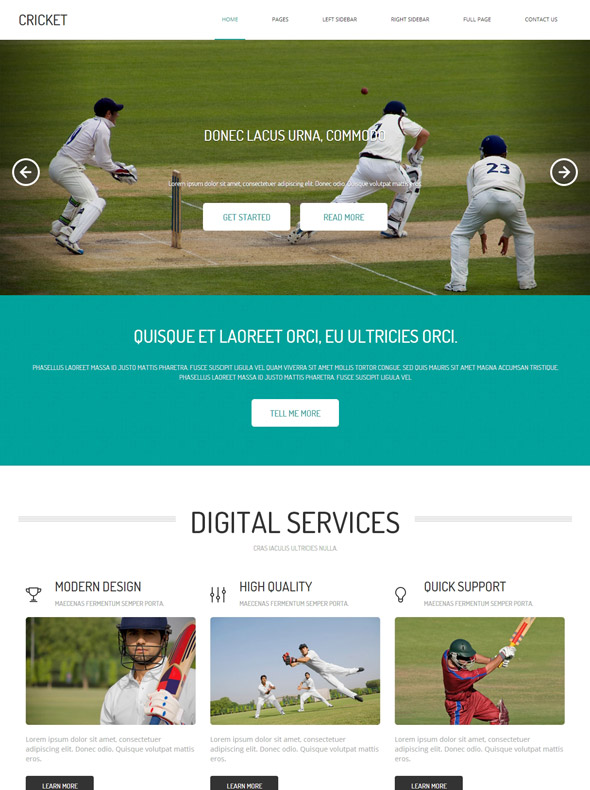 CRICKET
HOME PAGES LEFT SIDEBAR RIGHT SIDEBAR FULL PAGE CONTACT US
DONEC LACUS URNA, COMMODO
23
Lorem ipsum dolor sit amet, consectetuer adipiscing elit. Donec odio. Quisque volutpat mattis eros.
GET STARTED READ MORE
QUISQUE ET LAOREET ORCI, EU ULTRICIES ORCI.
PHASELLUS LAOREET MASSA ID JUSTO MATTIS PHARETRA. FUSCE SUSCIPIT LIGULA VEL QUAM VIVERRA SIT AMET MOLLIS TORTOR CONGUE. SED QUIS MAURIS SIT AMET MAGNA ACCUMSAN TRISTIQUE.
PHASELLUS LAOREET MASSA ID JUSTO MATTIS PHARETRA. FUSCE SUSCIPIT LIGULA VEL
TELL ME MORE
DIGITAL SERVICES
CRAS IACULIS ULTRICIES NULLA.
MODERN DESIGN
MAECENAS FERMENTUM SEMPER PORTA.
Lorem ipsum dolor sit amet, consectetuer
adipiscing elit. Donec odio. Quisque volutpat mattis
eros.
LEARN MORE
HIGH QUALITY
MAECENAS FERMENTUM SEMPER PORTA.
Lorem ipsum dolor sit amet, consectetuer
adipiscing elit. Donec odio. Quisque volutpat mattis
eros.
LEARN MORE
QUICK SUPPORT
MAECENAS FERMENTUM SEMPER PORTA.
Lorem ipsum dolor sit amet, consectetuer
adipiscing elit. Donec odio. Quisque volutpat mattis
eros.
LEARN MORE